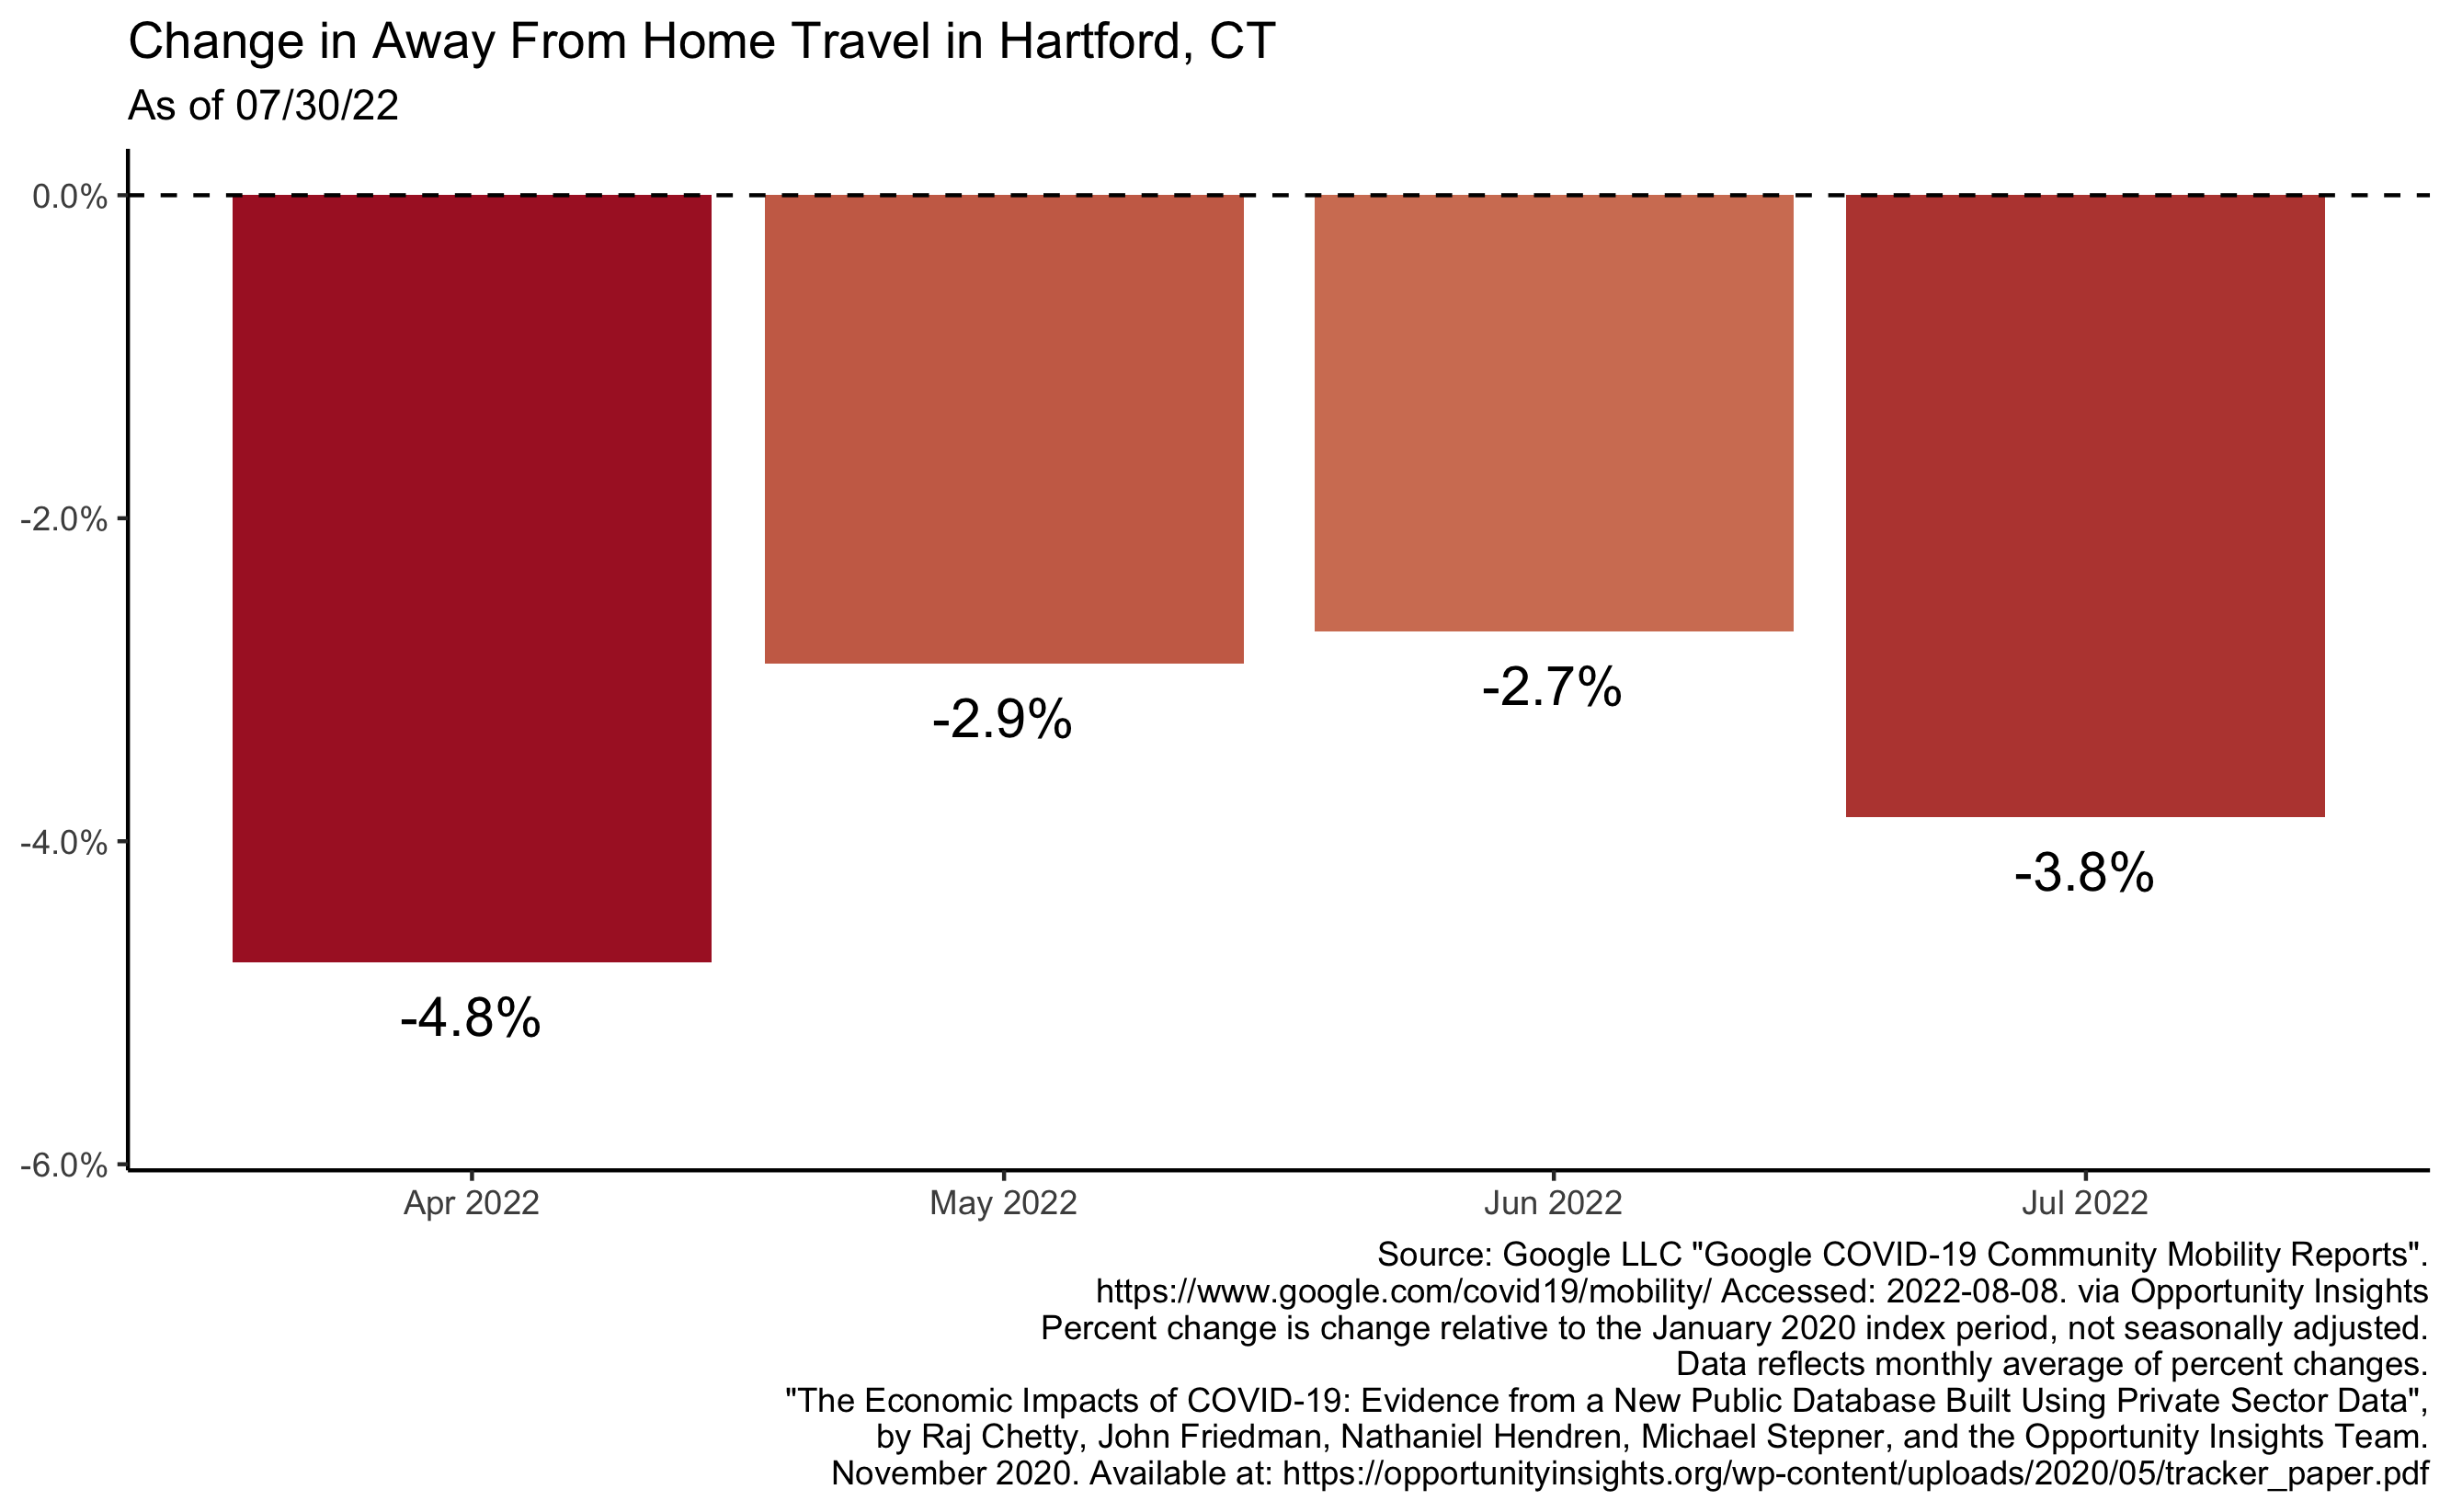 Change in Away From Home Travel in Hartford, CT
As of 07/30/22
0.0%
-2.0%
-4.0%
-6.0%
-4.8%
-2.9%
-2.7%
-3.8%
Apr 2022
May 2022
Jun 2022
Jul 2022
Source: Google LLC "Google COVID-19 Community Mobility Reports".
https://www.google.com/covid19/mobility/ Accessed: 2022-08-08. via Opportunity Insights
Percent change is change relative to the January 2020 index period, not seasonally adjusted.
Data reflects monthly average of percent changes.
"The Economic Impacts of COVID-19: Evidence from a New Public Database Built Using Private Sector Data",
by Raj Chetty, John Friedman, Nathaniel Hendren, Michael Stepner, and the Opportunity Insights Team.
November 2020. Available at: https://opportunityinsights.org/wp-content/uploads/2020/05/tracker_paper.pdf